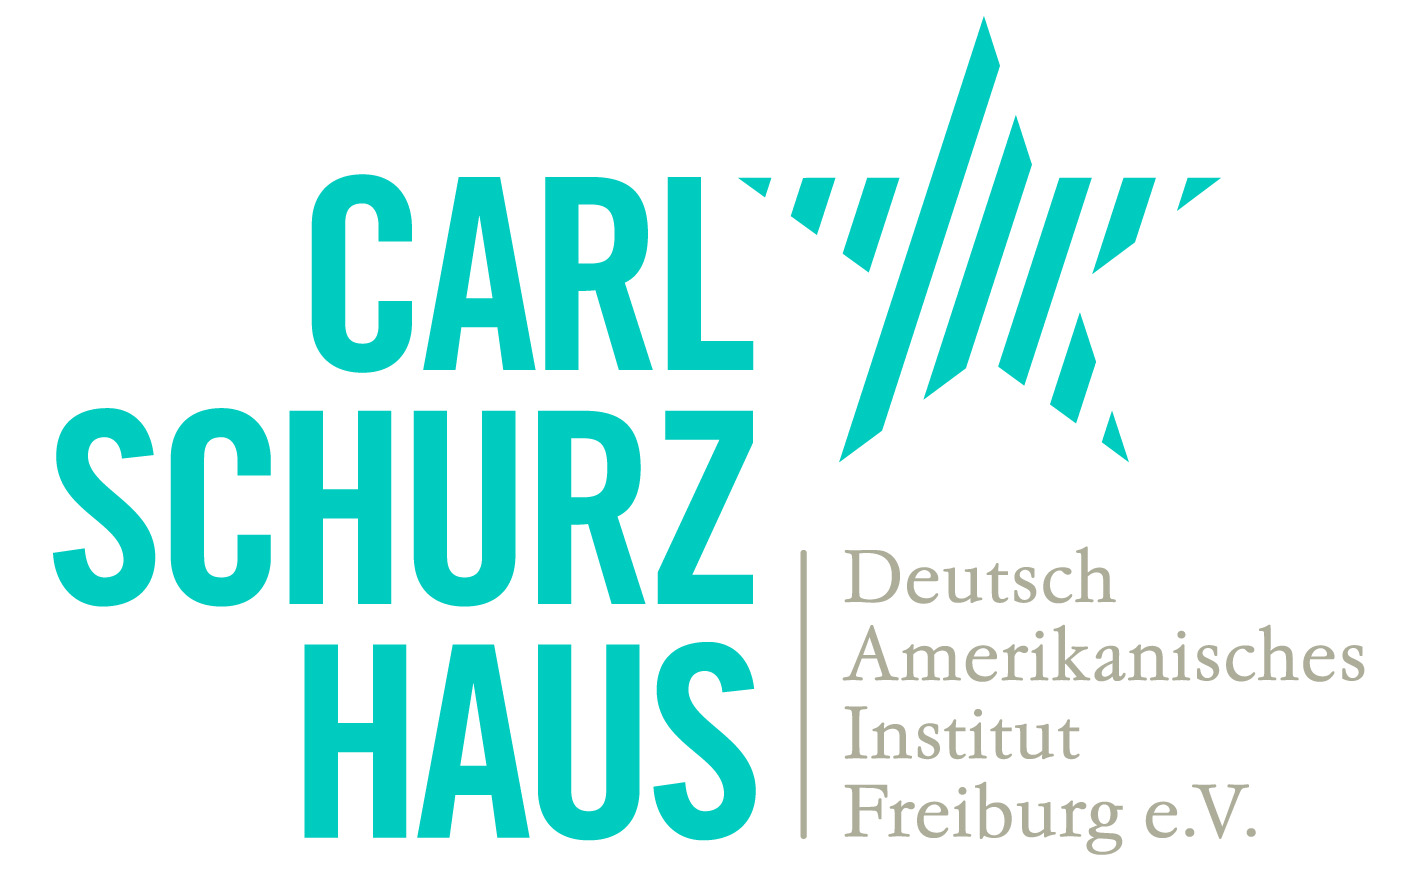 CARL
SCHURZ
HAUS
Deutsch
Amerikanisches
Institut
Freiburg e.V.